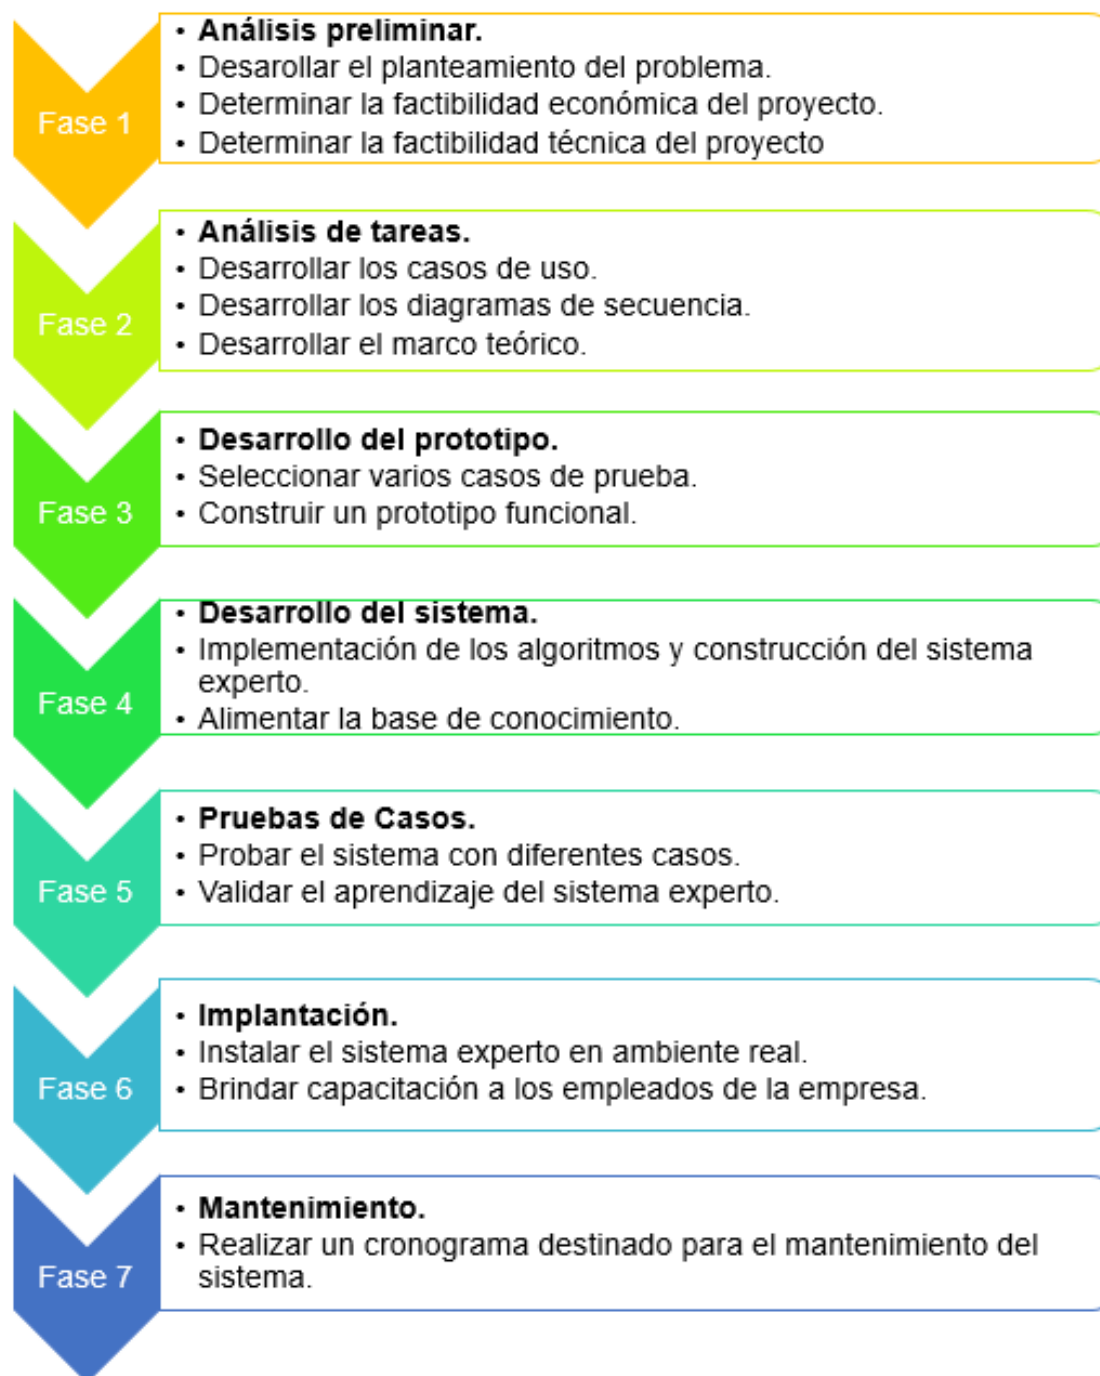 Fase 1
• Análisis preliminar.
• Desarollar el planteamiento del problema.
• Determinar la factibilidad económica del proyecto.
• Determinar la factibilidad técnica del proyecto
Fase 2
• Análisis de tareas.
• Desarrollar los casos de uso.
• Desarrollar los diagramas de secuencia.
• Desarrollar el marco teórico.
Fase 3
• Desarrollo del prototipo.
• Seleccionar varios casos de prueba.
• Construir un prototipo funcional.
Fase 4
• Desarrollo del sistema.
• Implementación de los algoritmos y construcción del sistema
experto.
• Alimentar la base de conocimiento.
Fase 5
• Pruebas de Casos.
• Probar el sistema con diferentes casos.
• Validar el aprendizaje del sistema experto.
Fase 6
• Implantación.
• Instalar el sistema experto en ambiente real.
• Brindar capacitación a los empleados de la empresa.
Fase 7
• Mantenimiento.
• Realizar un cronograma destinado para el mantenimiento del
sistema.